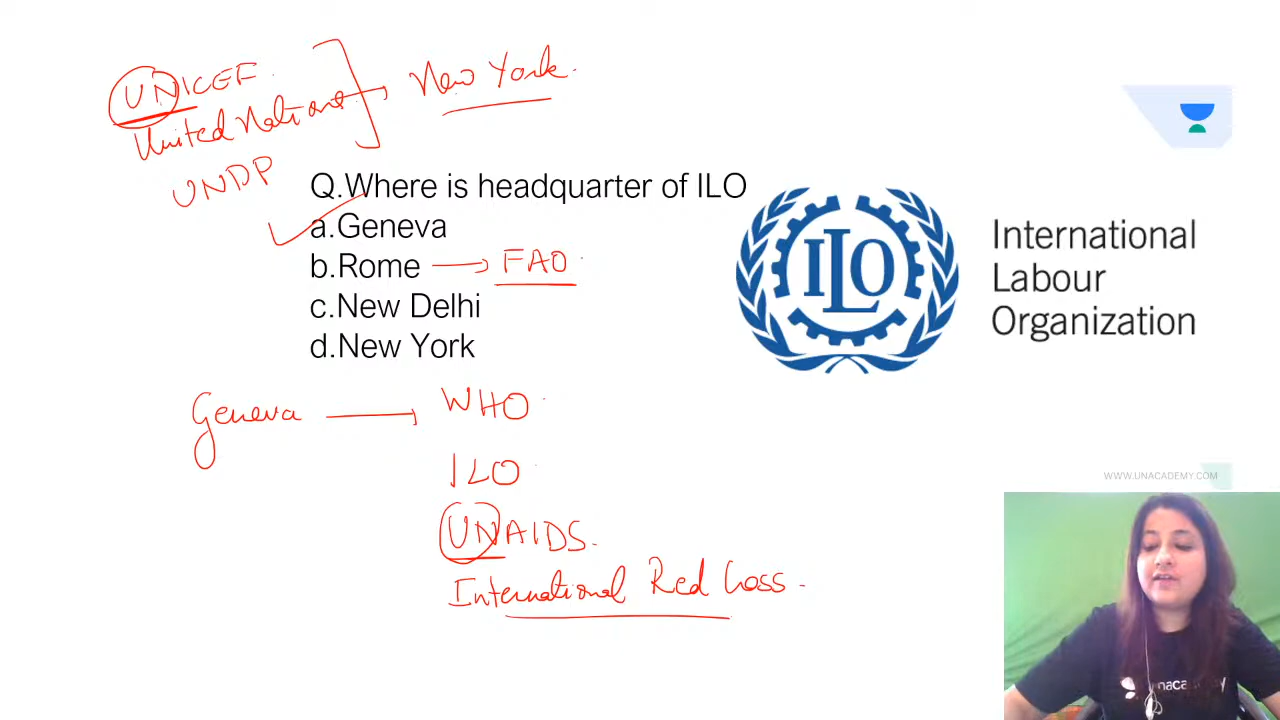 UNICEF
United Nations
New York
UNDP
Q.Where is headquarter of ILO
a.Geneva
b.Rome
FAO
c.New Delhi
d.New York
ILO
International
Labour
Organization
Geneva
WHO
ILO
UNAIDS
International Red Cross
WWW.UNACADEMY.COM
unacademy